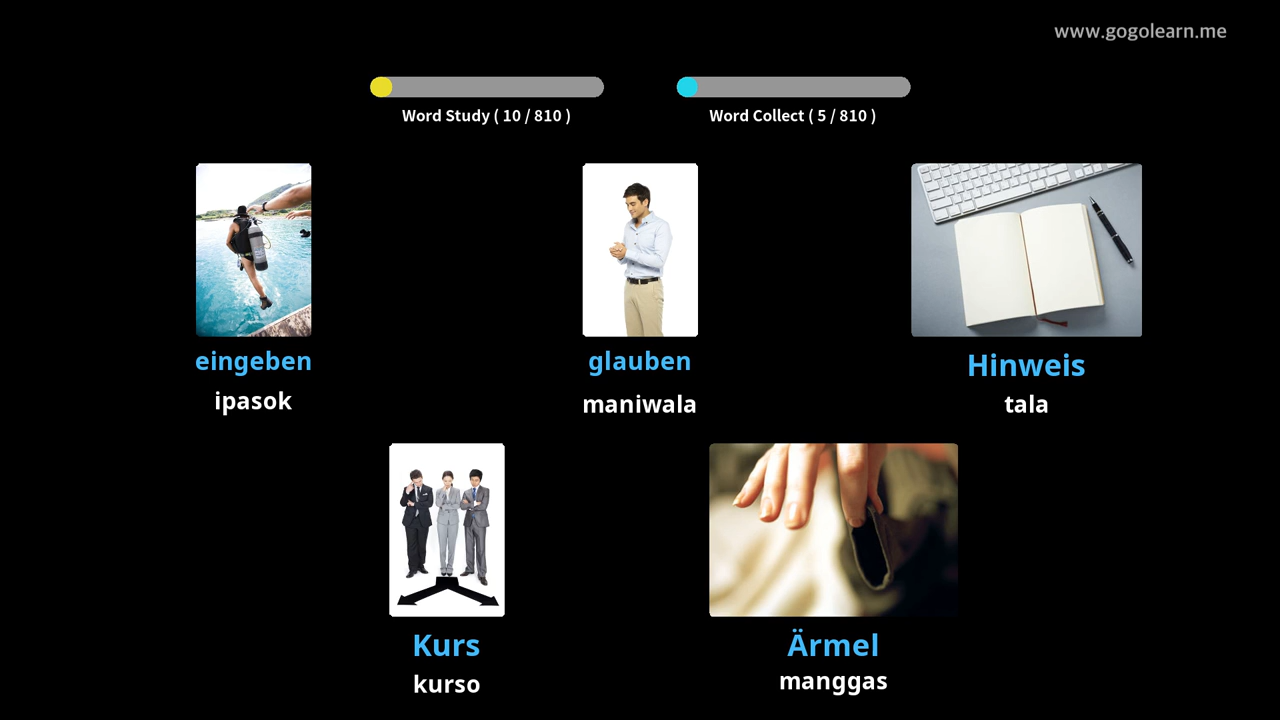 www.gogolearn.me
Word Study ( 10 / 810 )
Word Collect ( 5 / 810 )
eingeben
ipasok
glauben
maniwala
Hinweis
tala
Kurs
kurso
Ärmel
manggas